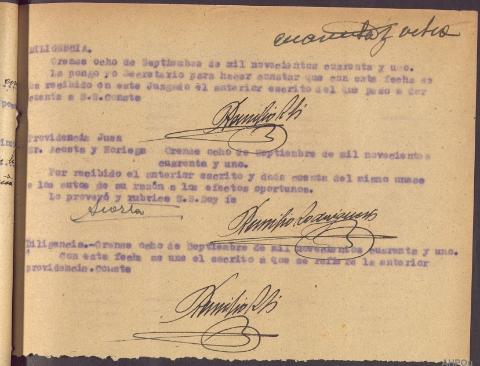 cuarenta y ocho
DILIGENCIA.
Orense ocho de Septiembre de mil novecientos cuarenta y uno.
La pongo yo Secretario para hacer constar que con esta fecha se
ha recibido en este Juzgado el anterior escrito del que paso a dar
cuenta a S.S.Conste
Providencia Juez
Sr. Acosta y Noriega Orense ocho de Septiembre de mil novecientos
cuarenta y uno.
Por recibido el anterior escrito y dada cuenta del mismo unase
a los autos de su razón a los efectos oportunos.
Lo proveyó y rubrica S.S.Doy fe
Acosta
Remigio Rodríguez
Diligencia.-Orense ocho de Septiembre de mil novecientos cuarenta y uno.
Con esta fecha se une el escrito a que se refiere la anterior
providencia.Conste